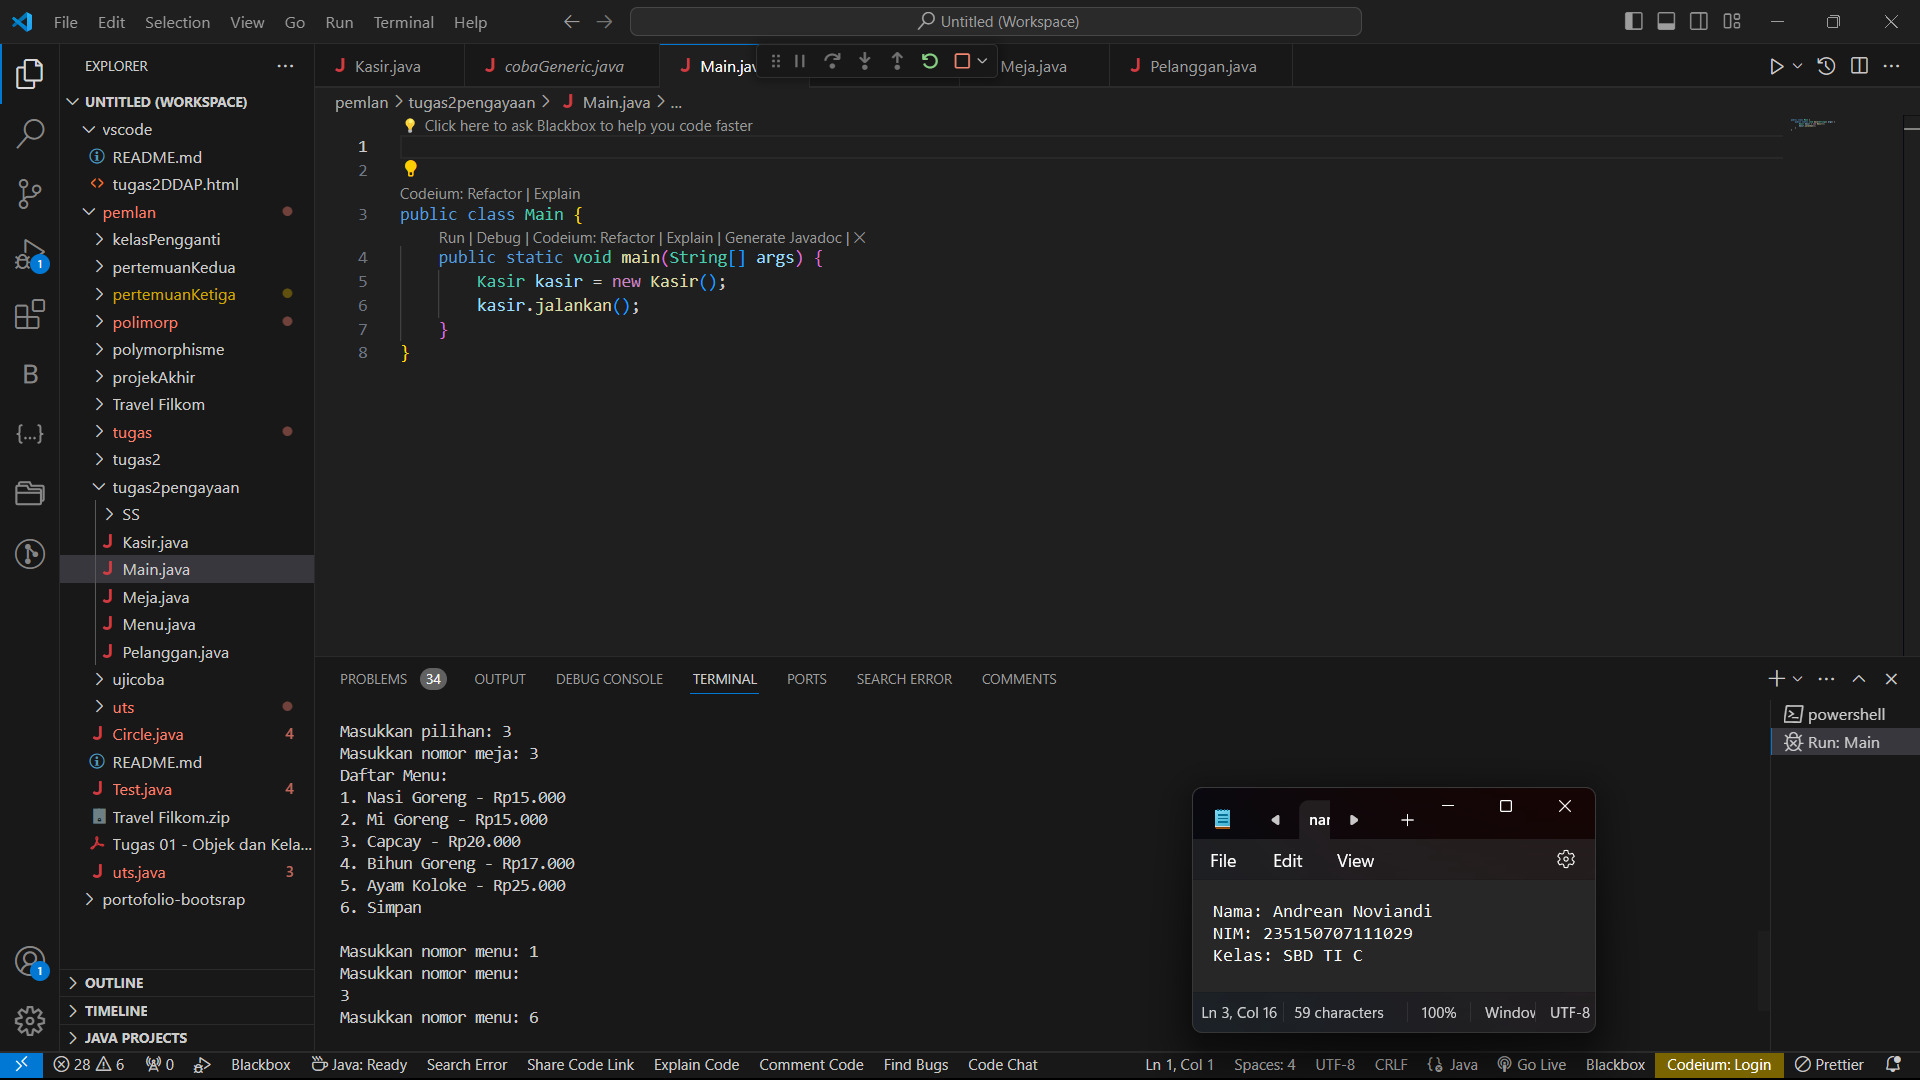 File Edit Selection View Go Run Terminal Help
Untitled (Workspace)
EXPLORER
UNTITLED (WORKSPACE)
vscode
README.md
tugas2DDAP.html
pemlan
kelasPengganti
pertemuanKedua
pertemuanKetiga
polimorp
polymorphisme
projekAkhir
Travel Filkom
tugas
tugas2
tugas2pengayaan
SS
Kasir.java
Main.java
Meja.java
Menu.java
Pelanggan.java
ujicoba
uts
Circle.java 4
README.md
Test.java 4
Travel Filkom.zip
Tugas 01 - Objek dan Kela...
uts.java 3
portofolio-bootsrap
OUTLINE
TIMELINE
JAVA PROJECTS
1
B
{...}
1
Kasir.java cobaGeneric.java Main.jav Meja.java Pelanggan.java
pemlan > tugas2pengayaan > Main.java > ...
Click here to ask Blackbox to help you code faster
1
2
Codeium: Refactor | Explain
3 public class Main {
Run | Debug | Codeium: Refactor | Explain | Generate Javadoc | ×
4 public static void main(String[] args) {
5 Kasir kasir = new Kasir();
6 kasir.jalankan();
7 }
8 }
PROBLEMS 34 OUTPUT DEBUG CONSOLE TERMINAL PORTS SEARCH ERROR COMMENTS
powershell
Run: Main
Masukkan pilihan: 3
Masukkan nomor meja: 3
Daftar Menu:
1. Nasi Goreng - Rp15.000
2. Mi Goreng - Rp15.000
3. Capcay - Rp20.000
4. Bihun Goreng - Rp17.000
5. Ayam Koloke - Rp25.000
6. Simpan
Masukkan nomor menu: 1
Masukkan nomor menu:
3
Masukkan nomor menu: 6
nar
File Edit View
Nama: Andrean Noviandi
NIM: 235150707111029
Kelas: SBD TI C
Ln 3, Col 16 59 characters 100% Window UTF-8
28 6 0 Blackbox Java: Ready Search Error Share Code Link Explain Code Comment Code Find Bugs Code Chat Ln 1, Col 1 Spaces: 4 UTF-8 CRLF {} Java Go Live Blackbox Codeium: Login Prettier